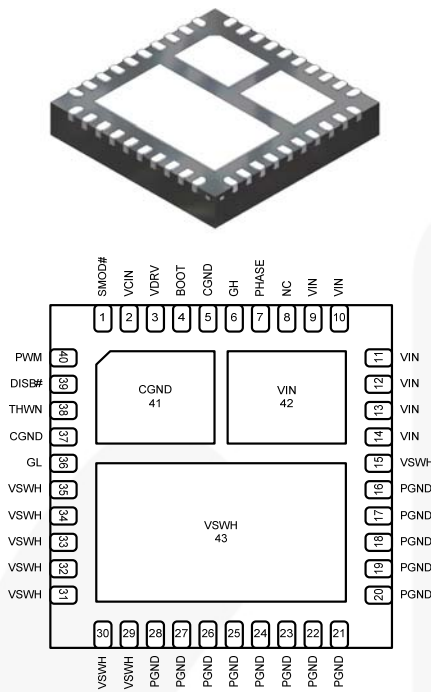 SMOD#
VCIN
VDRV
BOOT
CGND
GH
PHASE
NC
VIN
VIN
1 2 3 4 5 6 7 8 9 10
PWM 40
DISB# 39
THWN 38
CGND 37
GL 36
VSWH 35
VSWH 34
VSWH 33
VSWH 32
VSWH 31
CGND
41
VIN
42
VSWH
43
11 VIN
12 VIN
13 VIN
14 VIN
15 VSWH
16 PGND
17 PGND
18 PGND
19 PGND
20 PGND
30 29 28 27 26 25 24 23 22 21
VSWH
VSWH
PGND
PGND
PGND
PGND
PGND
PGND
PGND
PGND